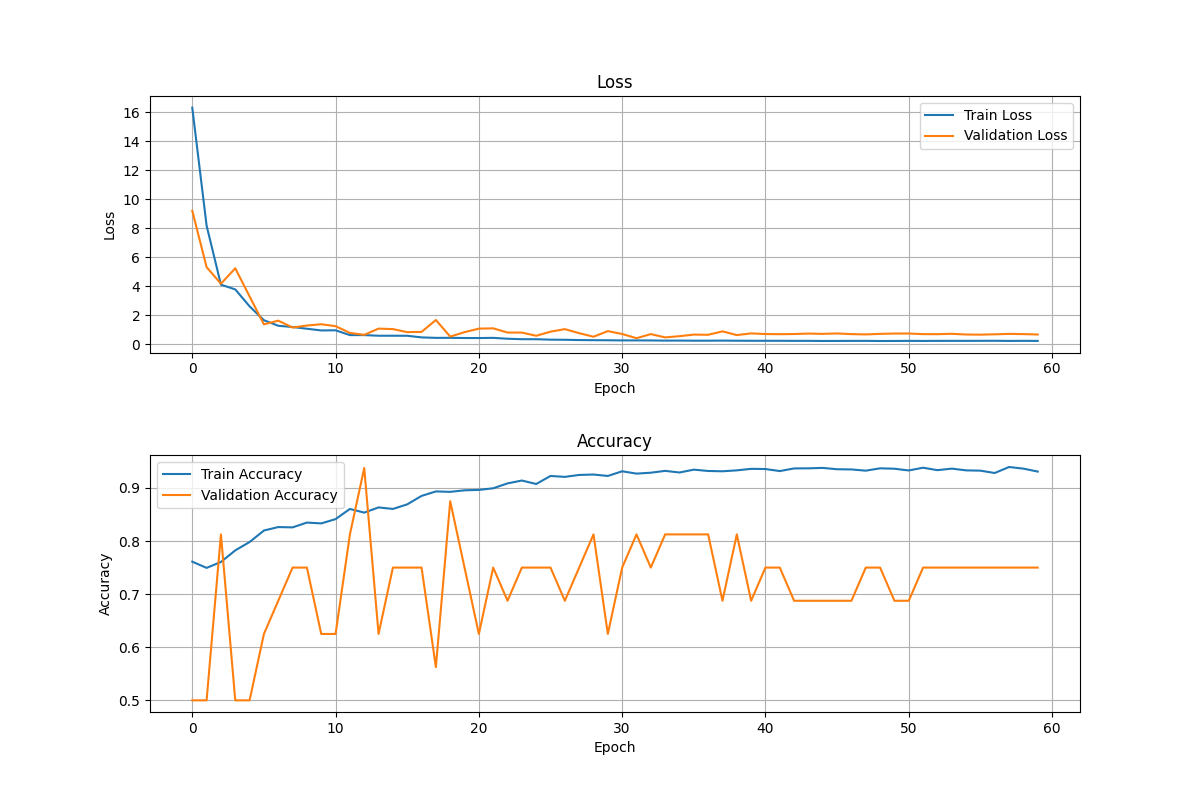 Loss
16
14
12
10
8
6
4
2
0
Loss
Train Loss
Validation Loss
0 10 20 30 40 50 60
Epoch
Accuracy
0.9
0.8
0.7
0.6
0.5
Accuracy
Train Accuracy
Validation Accuracy
0 10 20 30 40 50 60
Epoch